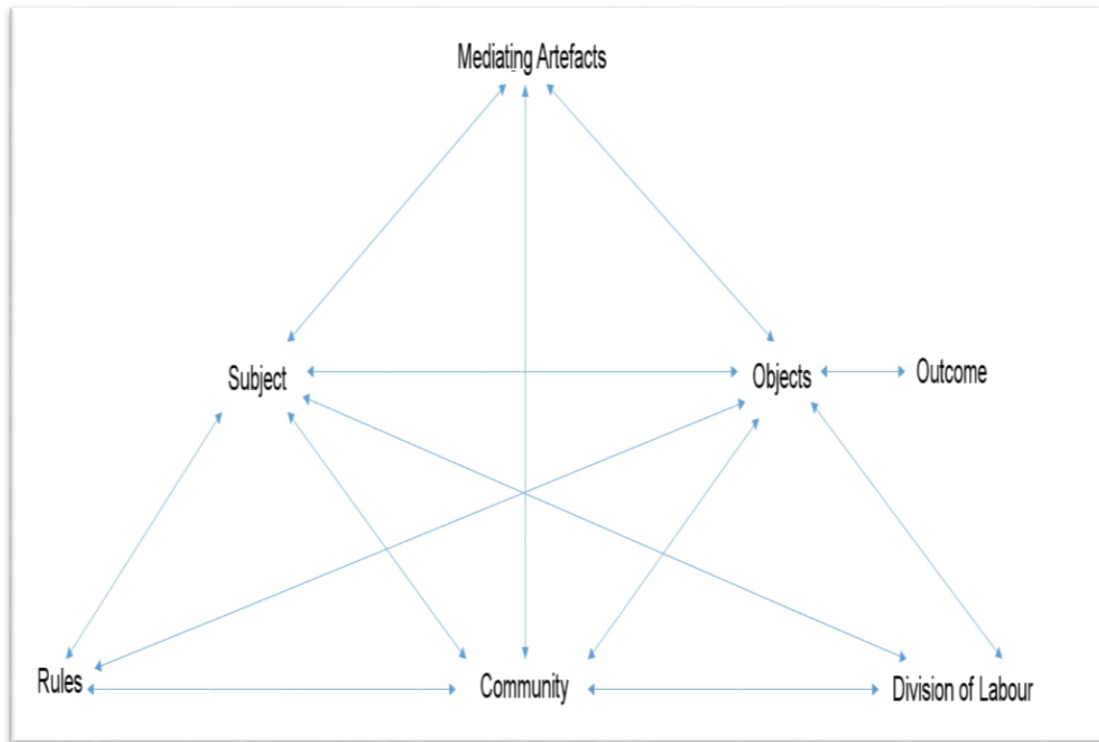 Mediating Artefacts
Subject
Objects
Outcome
Rules
Community
Division of Labour